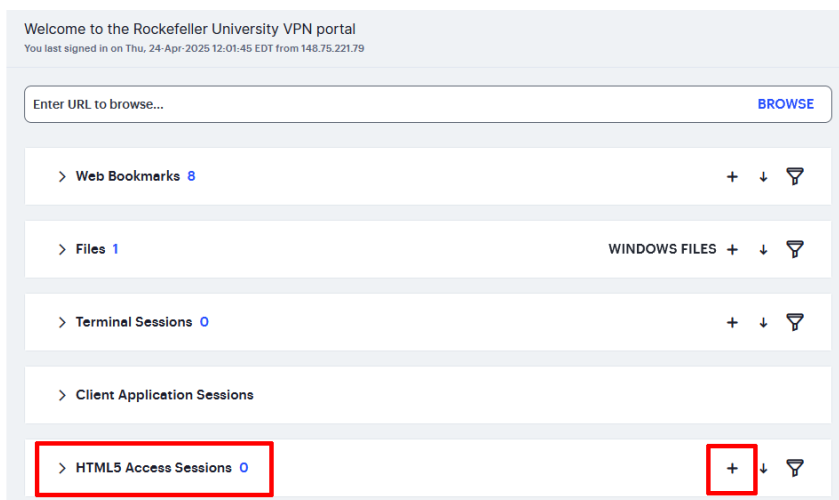 Welcome to the Rockefeller University VPN portal
You last signed in on Thu, 24-Apr-2025 12:01:45 EDT from 148.75.221.79
Enter URL to browse... BROWSE
Web Bookmarks 8
Files 1 WINDOWS FILES
Terminal Sessions 0
Client Application Sessions
HTML5 Access Sessions 0